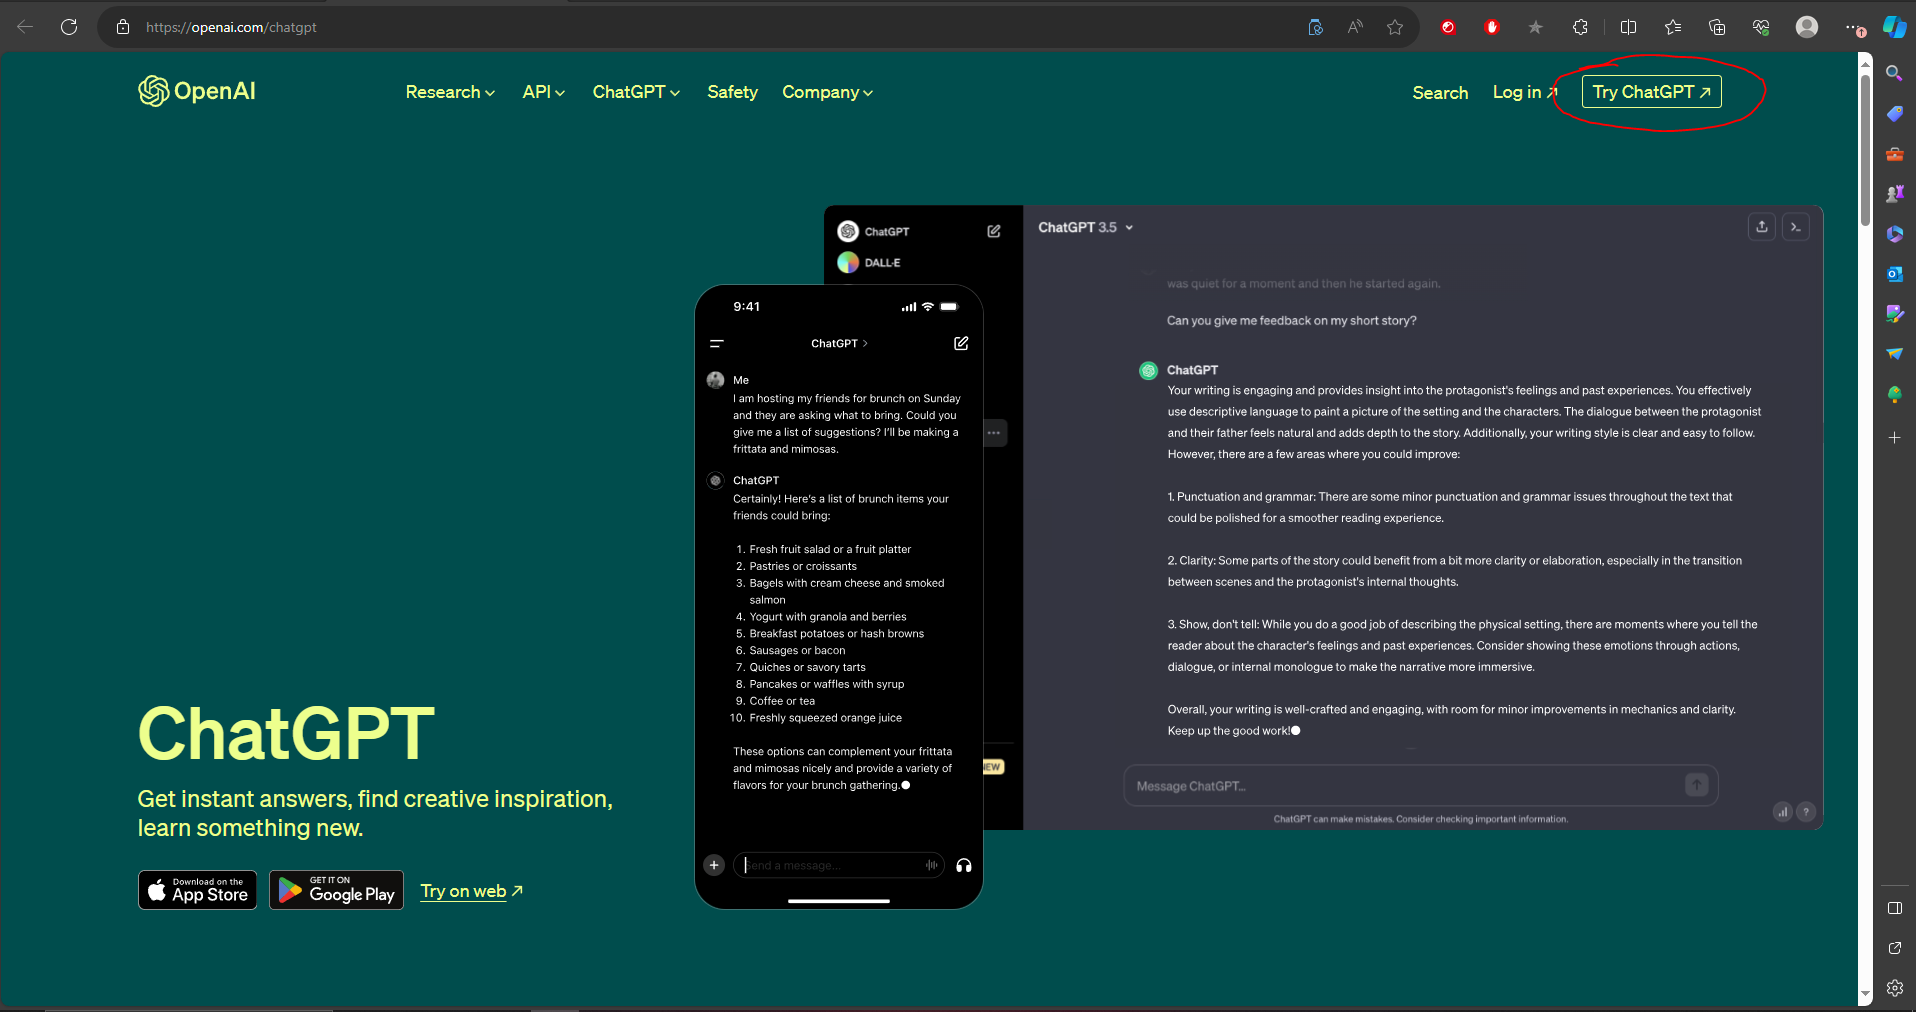 https://openai.com/chatgpt
OpenAI
Research
API
ChatGPT
Safety
Company
Search
Log in
Try ChatGPT
ChatGPT
DALL·E
ChatGPT 3.5
was quiet for a moment and then he started again.
Can you give me feedback on my short story?
ChatGPT
Your writing is engaging and provides insight into the protagonist's feelings and past experiences. You effectively
use descriptive language to paint a picture of the setting and the characters. The dialogue between the protagonist
and their father feels natural and adds depth to the story. Additionally, your writing style is clear and easy to follow.
However, there are a few areas where you could improve:
1. Punctuation and grammar: There are some minor punctuation and grammar issues throughout the text that
could be polished for a smoother reading experience.
2. Clarity: Some parts of the story could benefit from a bit more clarity or elaboration, especially in the transition
between scenes and the protagonist's internal thoughts.
3. Show, don't tell: While you do a good job of describing the physical setting, there are moments where you tell the
reader about the character's feelings and past experiences. Consider showing these emotions through actions,
dialogue, or internal monologue to make the narrative more immersive.
Overall, your writing is well-crafted and engaging, with room for minor improvements in mechanics and clarity.
Keep up the good work!
Message ChatGPT...
ChatGPT can make mistakes. Consider checking important information.
?
9:41
ChatGPT
Me
I am hosting my friends for brunch on Sunday
and they are asking what to bring. Could you
give me a list of suggestions? I'll be making a
frittata and mimosas.
ChatGPT
Certainly! Here's a list of brunch items your
friends could bring:
1. Fresh fruit salad or a fruit platter
2. Pastries or croissants
3. Bagels with cream cheese and smoked
salmon
4. Yogurt with granola and berries
5. Breakfast potatoes or hash browns
6. Sausages or bacon
7. Quiches or savory tarts
8. Pancakes or waffles with syrup
9. Coffee or tea
10. Freshly squeezed orange juice
These options can complement your frittata
and mimosas nicely and provide a variety of
flavors for your brunch gathering.
Send a message...
ChatGPT
Get instant answers, find creative inspiration,
learn something new.
Download on the
App Store
GET IT ON
Google Play
Try on web